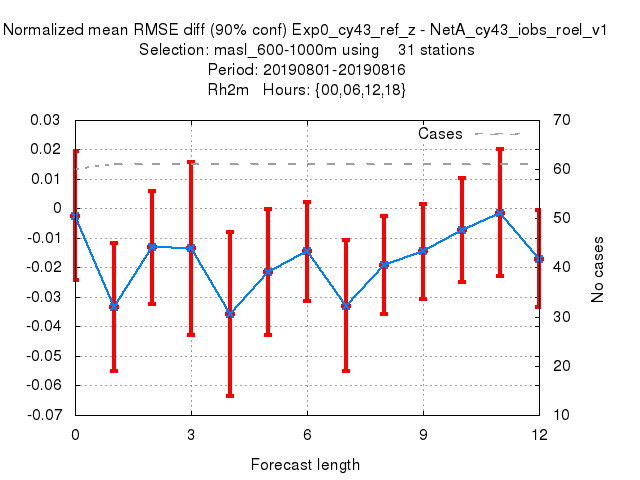 Normalized mean RMSE diff (90% conf) Exp0_cy43_ref_z - NetA_cy43_iobs_roel_v1
Selection: masl_600-1000m using 31 stations
Period: 20190801-20190816
Rh2m Hours: {00,06,12,18}
0.03
0.02
0.01
0
-0.01
-0.02
-0.03
-0.04
-0.05
-0.06
-0.07
Cases
70
60
50
40
30
20
10
No cases
0 3 6 9 12
Forecast length